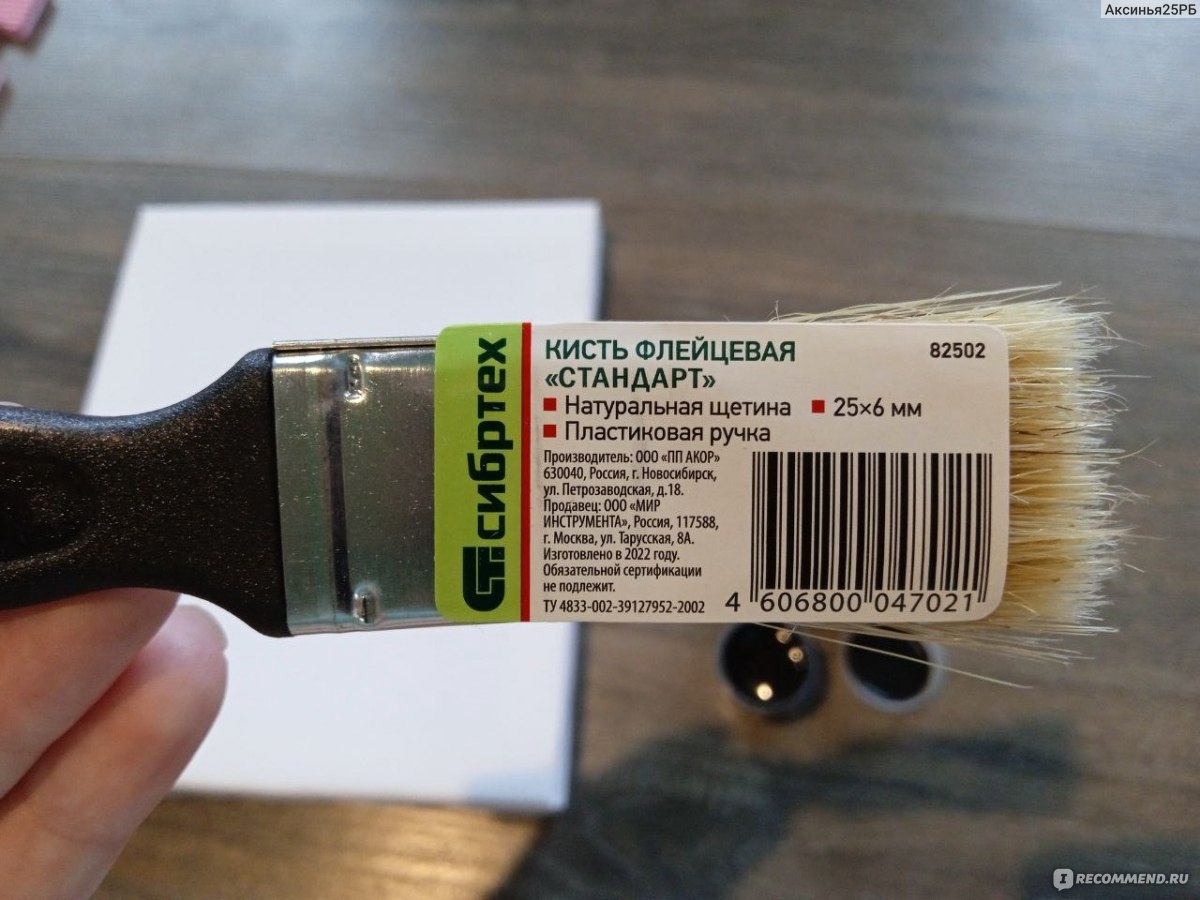 Аксинья25РБ
сибртех
КИСТЬ ФЛЕЙЦЕВАЯ 82502
«СТАНДАРТ»
Натуральная щетина 25×6 мм
Пластиковая ручка
Производитель: ООО «ПП АКОР»
630040, Россия, г. Новосибирск,
ул. Петрозаводская, д.18.
Продавец: ООО «МИР
ИНСТРУМЕНТА», Россия, 117588,
г. Москва, ул. Тарусская, 8А.
Изготовлено в 2022 году.
Обязательной сертификации
не подлежит.
ТУ 4833-002-39127952-2002
4 606800 047021
IRECOMMEND.RU